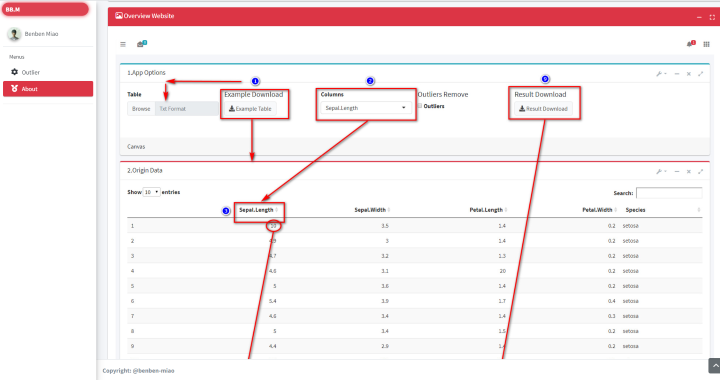 BB.M
Benben Miao
Menus
Outlier
About
Overview Website
1.App Options
Table
Browse
Txt Format
Example Download
Example Table
Columns
Sepal.Length
Outliers Remove
Outliers
Result Download
Result Download
Canvas
2.Origin Data
Show 10 entries
Search:
Sepal.Length Sepal.Width Petal.Length Petal.Width Species
1 10 3.5 1.4 0.2 setosa
2 4.9 3 1.4 0.2 setosa
3 4.7 3.2 1.3 0.2 setosa
4 4.6 3.1 20 0.2 setosa
5 5 3.6 1.4 0.2 setosa
6 5.4 3.9 1.7 0.4 setosa
7 4.6 3.4 1.4 0.3 setosa
8 5 3.4 1.5 0.2 setosa
9 4.4 2.9 0.2 setosa
Copyright: @benben-miao